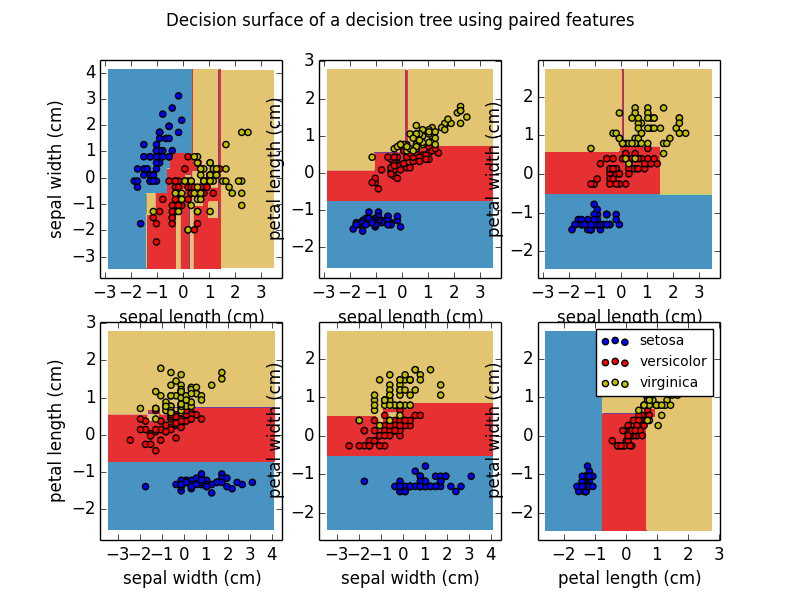 Decision surface of a decision tree using paired features
4
3
2
1
0
−1
−2
−3
sepal width (cm)
−3 −2 −1 0 1 2 3
sepal length (cm)
3
2
1
0
−1
−2
petal length (cm)
−3 −2 −1 0 1 2 3
sepal length (cm)
2
1
0
−1
−2
petal width (cm)
−3 −2 −1 0 1 2 3
sepal length (cm)
3
2
1
0
−1
−2
petal length (cm)
−3 −2 −1 0 1 2 3 4
sepal width (cm)
2
1
0
−1
−2
petal width (cm)
−3 −2 −1 0 1 2 3 4
sepal width (cm)
2
1
0
−1
−2
petal width (cm)
−2 −1 0 1 2 3
petal length (cm)
setosa
versicolor
virginica